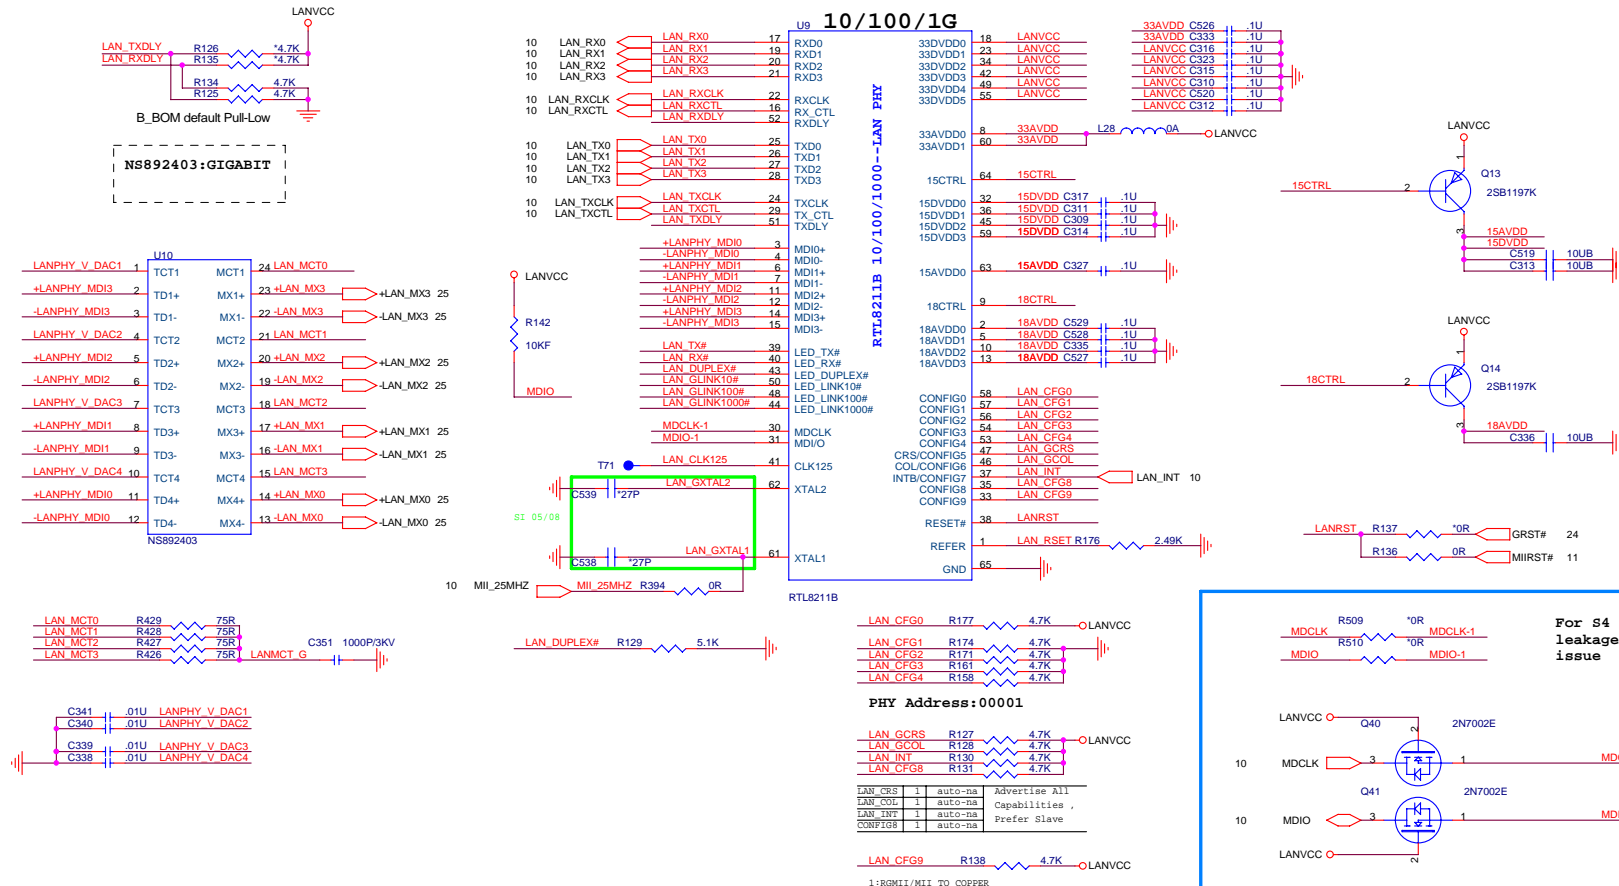 10/100/1G
LANVCC
LAN_TXDLY R126 *4.7K
LAN_RXDLY R135 *4.7K
R134 4.7K
R125 4.7K
B_BOM default Pull-Low
NS892403:GIGABIT
U10
LANPHY_V_DAC1 1 TCT1 MCT1 24 LAN_MCT0
+LANPHY_MDI3 2 TD1+ MX1+ 23 +LAN_MX3 +LAN_MX3 25
-LANPHY_MDI3 3 TD1- MX1- 22 -LAN_MX3 -LAN_MX3 25
LANPHY_V_DAC2 4 TCT2 MCT2 21 LAN_MCT1
+LANPHY_MDI2 5 TD2+ MX2+ 20 +LAN_MX2 +LAN_MX2 25
-LANPHY_MDI2 6 TD2- MX2- 19 -LAN_MX2 -LAN_MX2 25
LANPHY_V_DAC3 7 TCT3 MCT3 18 LAN_MCT2
+LANPHY_MDI1 8 TD3+ MX3+ 17 +LAN_MX1 +LAN_MX1 25
-LANPHY_MDI1 9 TD3- MX3- 16 -LAN_MX1 -LAN_MX1 25
LANPHY_V_DAC4 10 TCT4 MCT4 15 LAN_MCT3
+LANPHY_MDI0 11 TD4+ MX4+ 14 +LAN_MX0 +LAN_MX0 25
-LANPHY_MDI0 12 TD4- MX4- 13 -LAN_MX0 -LAN_MX0 25
NS892403
LANVCC
R142
10KF
MDIO
U9
10 LAN_RX0 LAN_RX0 17 RXD0
10 LAN_RX1 LAN_RX1 19 RXD1
10 LAN_RX2 LAN_RX2 20 RXD2
10 LAN_RX3 LAN_RX3 21 RXD3
10 LAN_RXCLK LAN_RXCLK 22 RXCLK
10 LAN_RXCTL LAN_RXCTL 16 RX_CTL
LAN_RXDLY 52 RXDLY
10 LAN_TX0 LAN_TX0 25 TXD0
10 LAN_TX1 LAN_TX1 26 TXD1
10 LAN_TX2 LAN_TX2 27 TXD2
10 LAN_TX3 LAN_TX3 28 TXD3
10 LAN_TXCLK LAN_TXCLK 24 TXCLK
10 LAN_TXCTL LAN_TXCTL 29 TX_CTL
LAN_TXDLY 51 TXDLY
+LANPHY_MDI0 3 MDI0+
-LANPHY_MDI0 4 MDI0-
+LANPHY_MDI1 6 MDI1+
-LANPHY_MDI1 7 MDI1-
+LANPHY_MDI2 11 MDI2+
-LANPHY_MDI2 12 MDI2-
+LANPHY_MDI3 14 MDI3+
-LANPHY_MDI3 15 MDI3-
LAN_TX# 39 LED_TX#
LAN_RX# 40 LED_RX#
LAN_DUPLEX# 43 LED_DUPLEX#
LAN_GLINK10# 50 LED_LINK10#
LAN_GLINK100# 48 LED_LINK100#
LAN_GLINK1000# 44 LED_LINK1000#
MDCLK-1 30 MDCLK
MDIO-1 31 MDI/O
T71 LAN_CLK125 41 CLK125
C539 *27P LAN_GXTAL2 62 XTAL2
SI 05/08
C538 *27P LAN_GXTAL1 61 XTAL1
10 MII_25MHZ MII_25MHZ R394 0R
RTL8211B 10/100/1000--LAN PHY
RTL8211B
33DVDD0 18 LANVCC
33DVDD1 23 LANVCC
33DVDD2 34 LANVCC
33DVDD3 42 LANVCC
33DVDD4 49 LANVCC
33DVDD5 55 LANVCC
33AVDD0 8 33AVDD L28 0A LANVCC
33AVDD1 60 33AVDD
15CTRL 64 15CTRL
15DVDD0 32 15DVDD C317 .1U
15DVDD1 36 15DVDD C311 .1U
15DVDD2 45 15DVDD C309 .1U
15DVDD3 59 15DVDD C314 .1U
15AVDD0 63 15AVDD C327 .1U
18CTRL 9 18CTRL
18AVDD0 2 18AVDD C529 .1U
18AVDD1 5 18AVDD C528 .1U
18AVDD2 10 18AVDD C335 .1U
18AVDD3 13 18AVDD C527 .1U
CONFIG0 58 LAN_CFG0
CONFIG1 57 LAN_CFG1
CONFIG2 56 LAN_CFG2
CONFIG3 54 LAN_CFG3
CONFIG4 53 LAN_CFG4
CRS/CONFIG5 47 LAN_GCRS
COL/CONFIG6 46 LAN_GCOL
INTB/CONFIG7 37 LAN_INT LAN_INT 10
CONFIG8 35 LAN_CFG8
CONFIG9 33 LAN_CFG9
RESET# 38 LANRST
REFER 1 LAN_RSET R176 2.49K
GND 65
33AVDD C526 .1U
33AVDD C333 .1U
LANVCC C316 .1U
LANVCC C323 .1U
LANVCC C315 .1U
LANVCC C310 .1U
LANVCC C520 .1U
LANVCC C312 .1U
LANVCC
1
15CTRL 2 Q13
2SB1197K
3 15AVDD
15DVDD
C519 10UB
C313 10UB
LANVCC
1
18CTRL 2 Q14
2SB1197K
3 18AVDD
C336 10UB
LANRST R137 *0R GRST# 24
R136 0R MIIRST# 11
LAN_MCT0 R429 75R
LAN_MCT1 R428 75R
LAN_MCT2 R427 75R
LAN_MCT3 R426 75R LANMCT_G
C351 1000P/3KV
LAN_DUPLEX# R129 5.1K
C341 .01U LANPHY_V_DAC1
C340 .01U LANPHY_V_DAC2
C339 .01U LANPHY_V_DAC3
C338 .01U LANPHY_V_DAC4
LAN_CFG0 R177 4.7K LANVCC
LAN_CFG1 R174 4.7K
LAN_CFG2 R171 4.7K
LAN_CFG3 R161 4.7K
LAN_CFG4 R158 4.7K
PHY Address:00001
LAN_GCRS R127 4.7K LANVCC
LAN_GCOL R128 4.7K
LAN_INT R130 4.7K
LAN_CFG8 R131 4.7K
LAN_CRS 1 auto-na Advertise All
LAN_COL 1 auto-na Capabilities ,
LAN_INT 1 auto-na Prefer Slave
CONFIG8 1 auto-na
LAN_CFG9 R138 4.7K LANVCC
1:RGMII/MII TO COPPER
For S4
leakage
issue
R509 *0R
MDCLK MDCLK-1
R510 *0R
MDIO MDIO-1
LANVCC Q40 2N7002E
2
10 MDCLK 3 1
Q41 2N7002E
10 MDIO 3 1
LANVCC 2